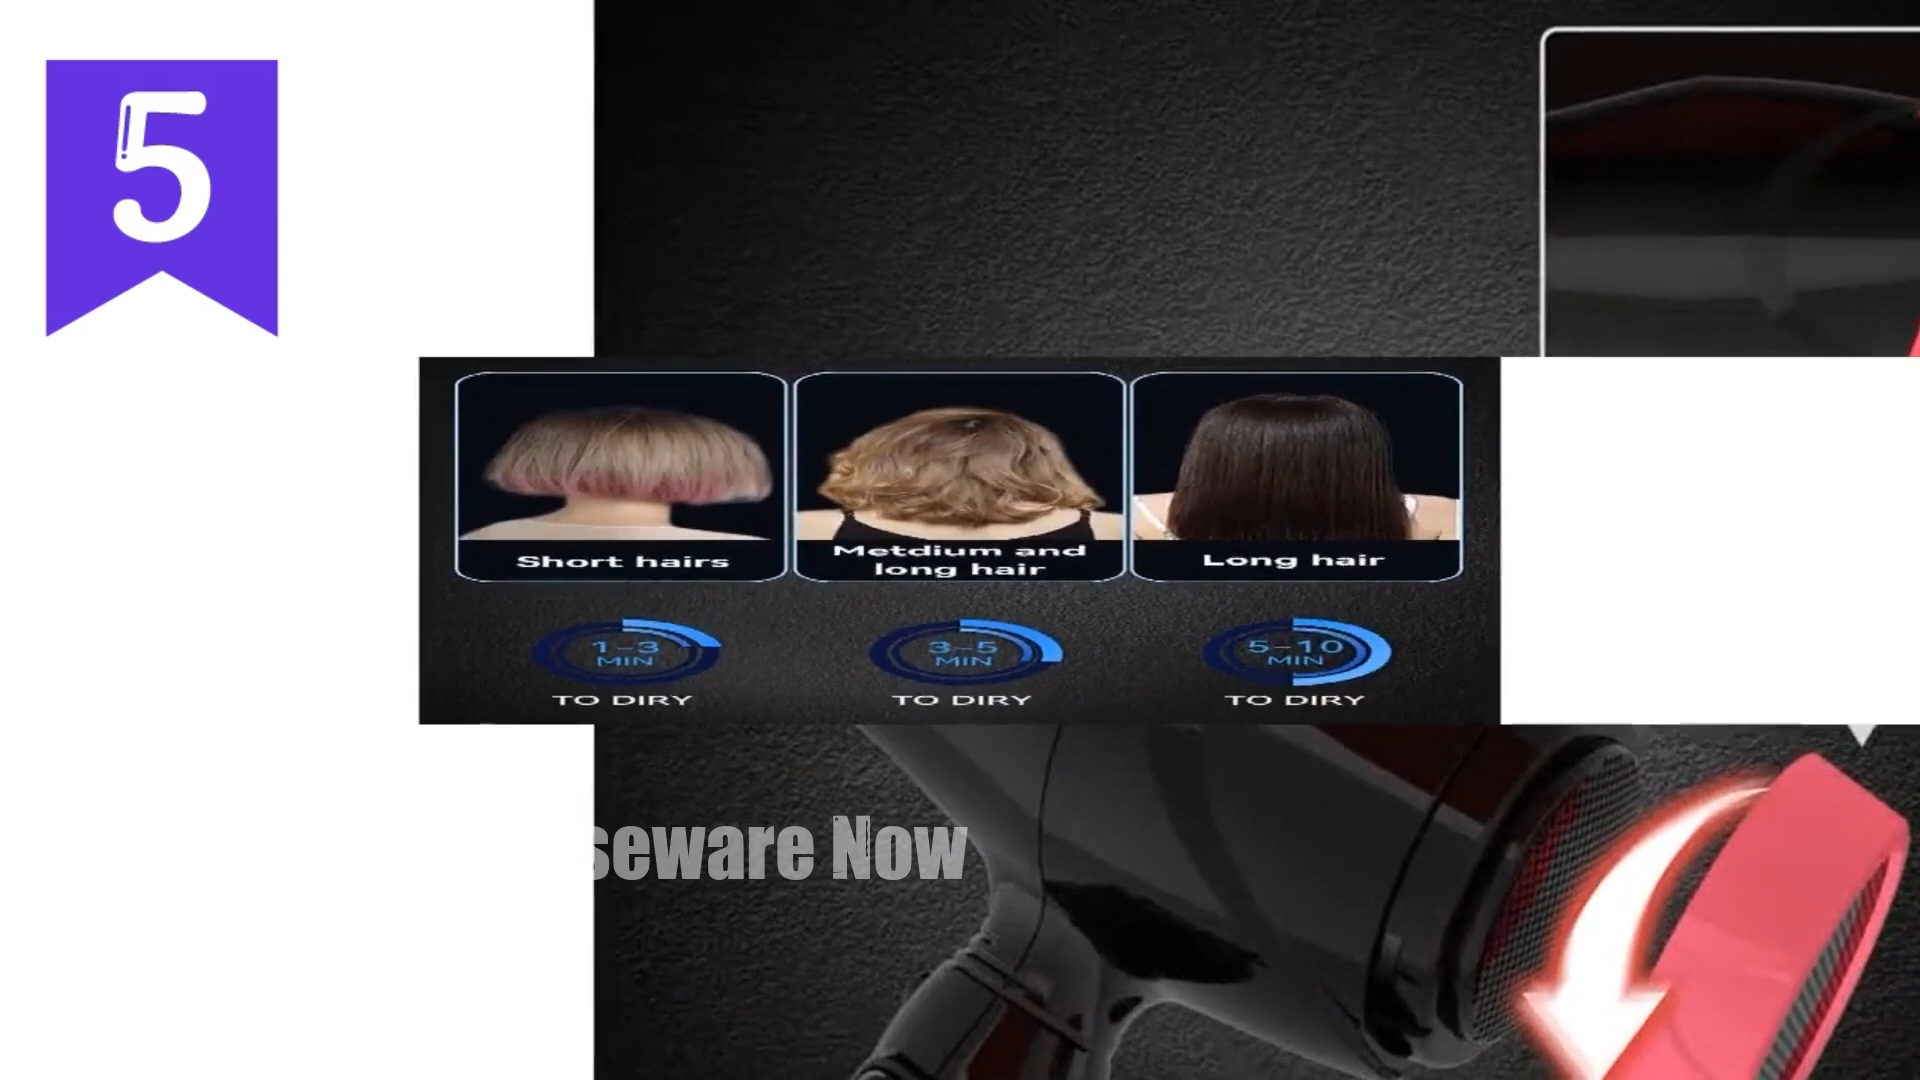 5
Short hairs
Metdium and
long hair
Long hair
1-3
MIN
3-5
MIN
5-10
MIN
TO DIRY
TO DIRY
TO DIRY
seware Now